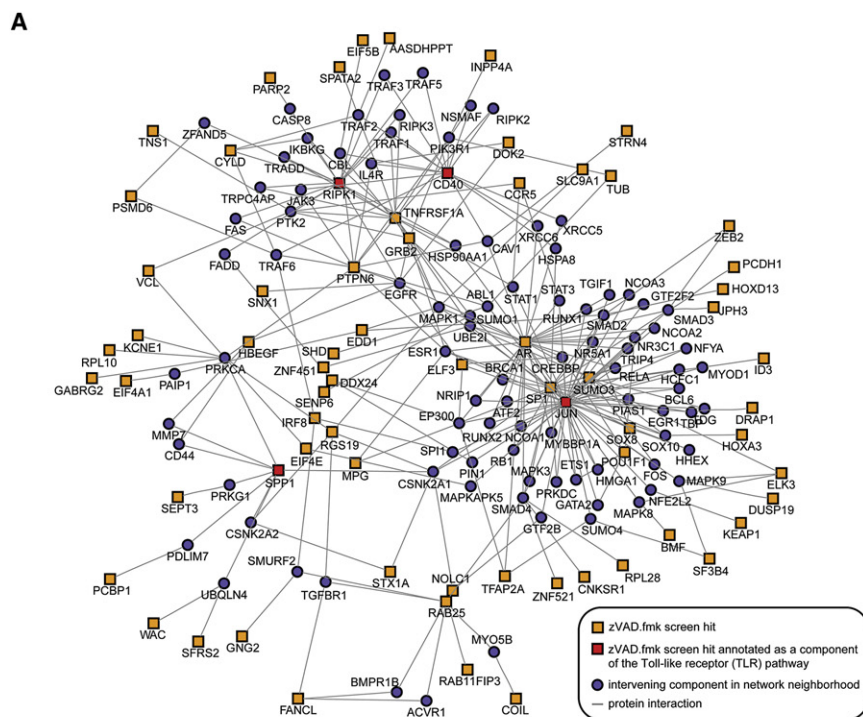 A
EIF5B
AASDHPPT
INPP4A
SPATA2
TRAF3
TRAF5
PARP2
NSMAF
RIPK2
CASP8
TRAF2
RIPK3
ZFAND5
STRN4
TNS1
IKBKG
TRAF1
PIK3R1
DOK2
CYLD
CBL
TRADD
IL4R
SLC9A1
TUB
CD40
CCR5
RIPK1
TRPC4AP
JAK3
PSMD6
PTK2
TNFRSF1A
XRCC5
XRCC6
FAS
ZEB2
GRB2
HSP90AA1
CAV1
HSPA8
FADD
TRAF6
PTPN6
PCDH1
VCL
EGFR
STAT3
TGIF1
NCOA3
HOXD13
SNX1
ABL1
STAT1
GTF2F2
JPH3
MAPK1
SUMO1
RUNX1
SMAD2
SMAD3
EDD1
UBE2I
NCOA2
KCNE1
HBEGF
AR
NR5A1
NR3C1
NFYA
SHD
ESR1
CREBBP
TRIP4
RPL10
PRKCA
ZNF451
ELF3
BRCA1
RELA
HCFC1
MYOD1
ID3
GABRG2
EIF4A1
PAIP1
DDX24
SP1
SUMO3
SENP6
NRIP1
JUN
PIAS1
BCL6
ATF2
EGR1
TBP
TDG
DRAP1
IRF8
EP300
MMP7
RGS19
RUNX2
NCOA1
MYBBP1A
SOX8
SOX10
HOXA3
CD44
EIF4E
SPI1
RB1
HHEX
MPG
PIN1
MAPK3
ETS1
POU1F1
FOS
SPP1
CSNK2A1
HMGA1
MAPK9
ELK3
PRKG1
MAPKAPK5
PRKDC
NFE2L2
SEPT3
SMAD4
GATA2
MAPK8
DUSP19
CSNK2A2
GTF2B
SUMO4
KEAP1
PDLIM7
BMF
SMURF2
SF3B4
STX1A
NOLC1
RPL28
PCBP1
UBQLN4
TGFBR1
TFAP2A
ZNF521
CNKSR1
RAB25
WAC
SFRS2
GNG2
MYO5B
RAB11FIP3
BMPR1B
FANCL
ACVR1
COIL
zVAD.fmk screen hit
zVAD.fmk screen hit annotated as a component
of the Toll-like receptor (TLR) pathway
intervening component in network neighborhood
protein interaction